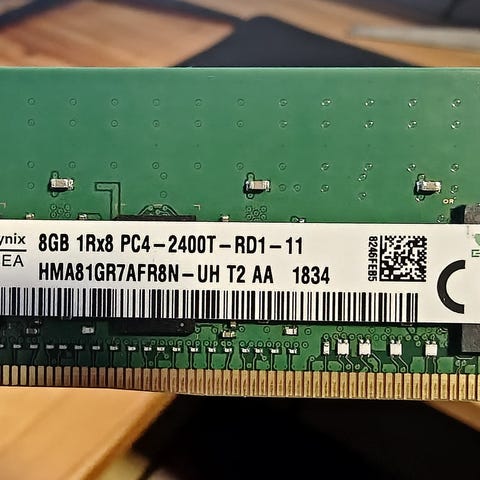 ynix
EA
8GB 1Rx8 PC4-2400T-RD1-11
HMA81GR7AFR8N-UH T2 AA 1834
8246FEB5